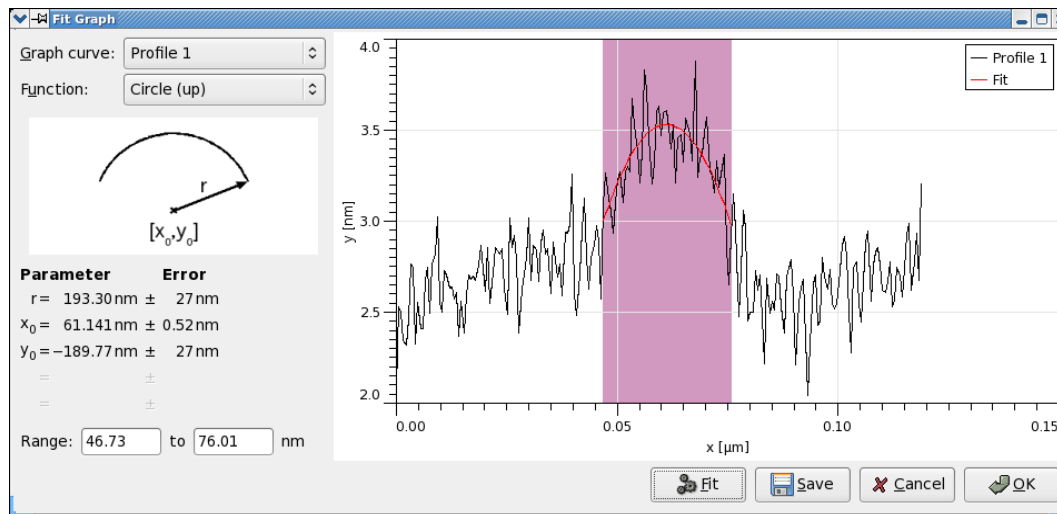 Fit Graph
Graph curve: Profile 1
Function: Circle (up)
r
[x₀,y₀]
Parameter Error
r= 193.30 nm ± 27 nm
x₀ = 61.141 nm ± 0.52 nm
y₀ =−189.77 nm ± 27 nm
= ±
= ±
Range: 46.73 to 76.01 nm
4.0
3.5
3.0
2.5
2.0
y [nm]
0.00 0.05 0.10 0.15
x [µm]
Profile 1
Fit
Fit Save Cancel OK